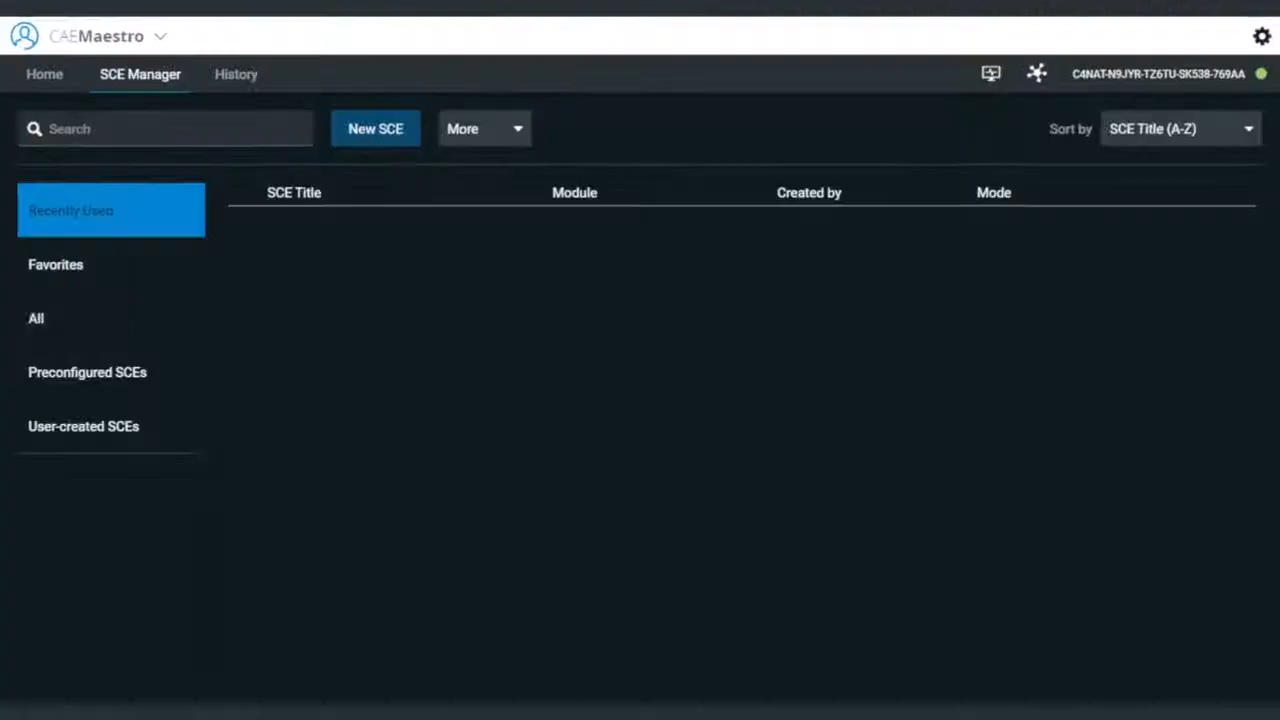 CAEMaestro
Home SCE Manager History C4NAT-N9JYR-TZ6TU-SK538-769AA
Search New SCE More Sort by SCE Title (A-Z)
SCE Title Module Created by Mode
Recently Used
Favorites
All
Preconfigured SCEs
User-created SCEs